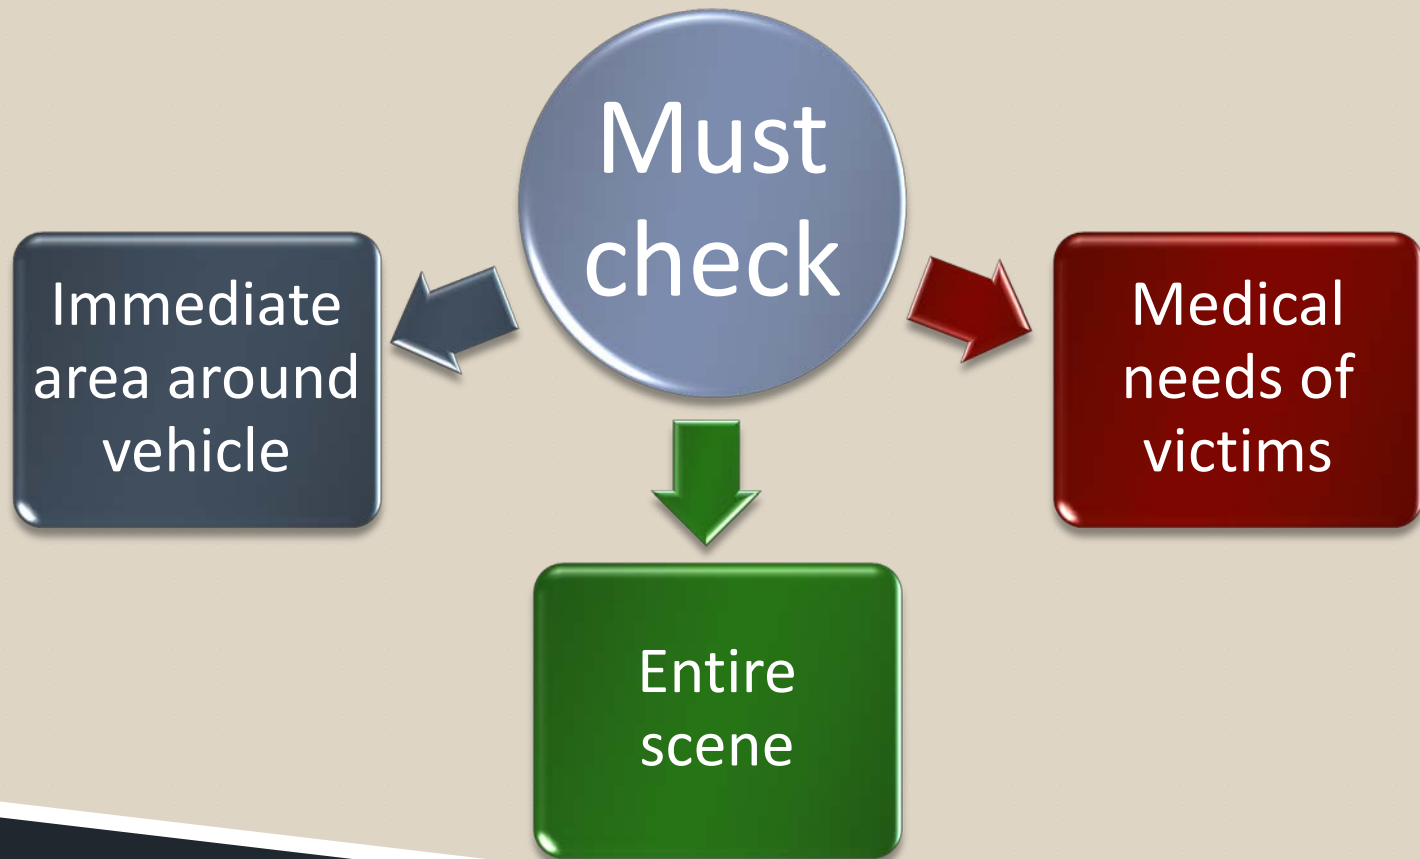 Must
check
Immediate
area around
vehicle
Entire
scene
Medical
needs of
victims